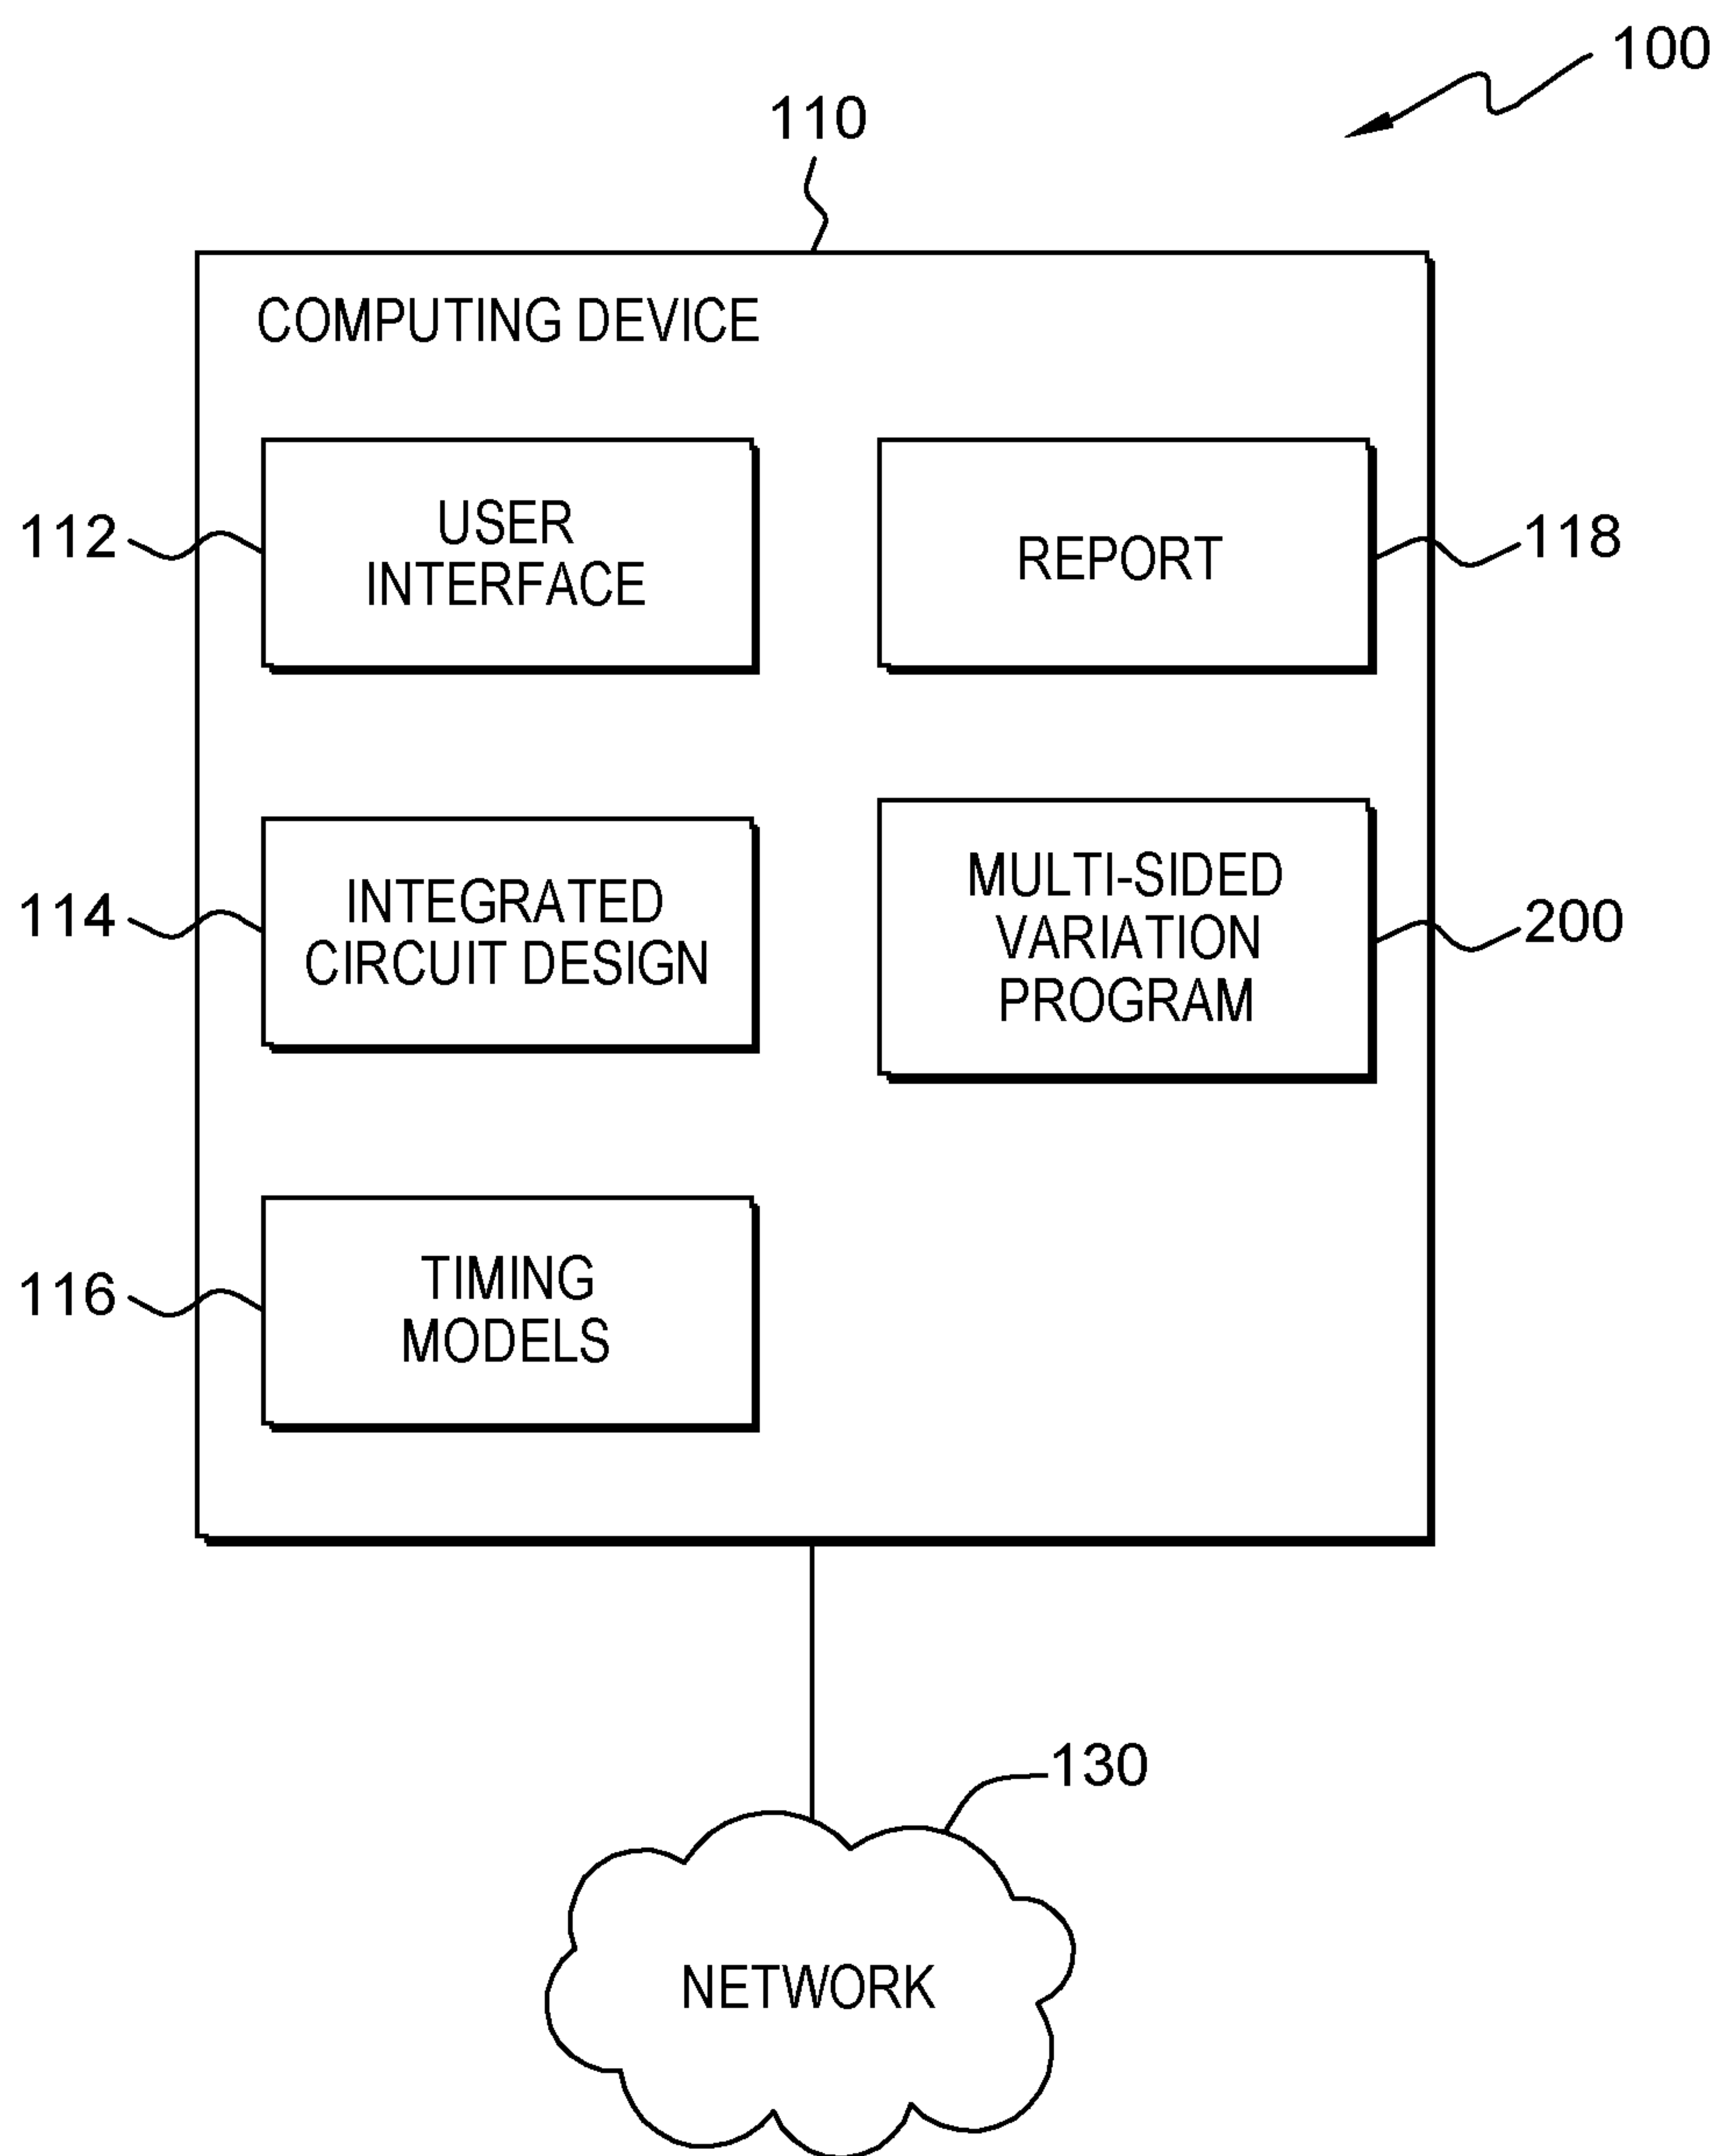 100
110
COMPUTING DEVICE
112
USER
INTERFACE
REPORT
118
114
INTEGRATED
CIRCUIT DESIGN
MULTI-SIDED
VARIATION
PROGRAM
200
116
TIMING
MODELS
130
NETWORK